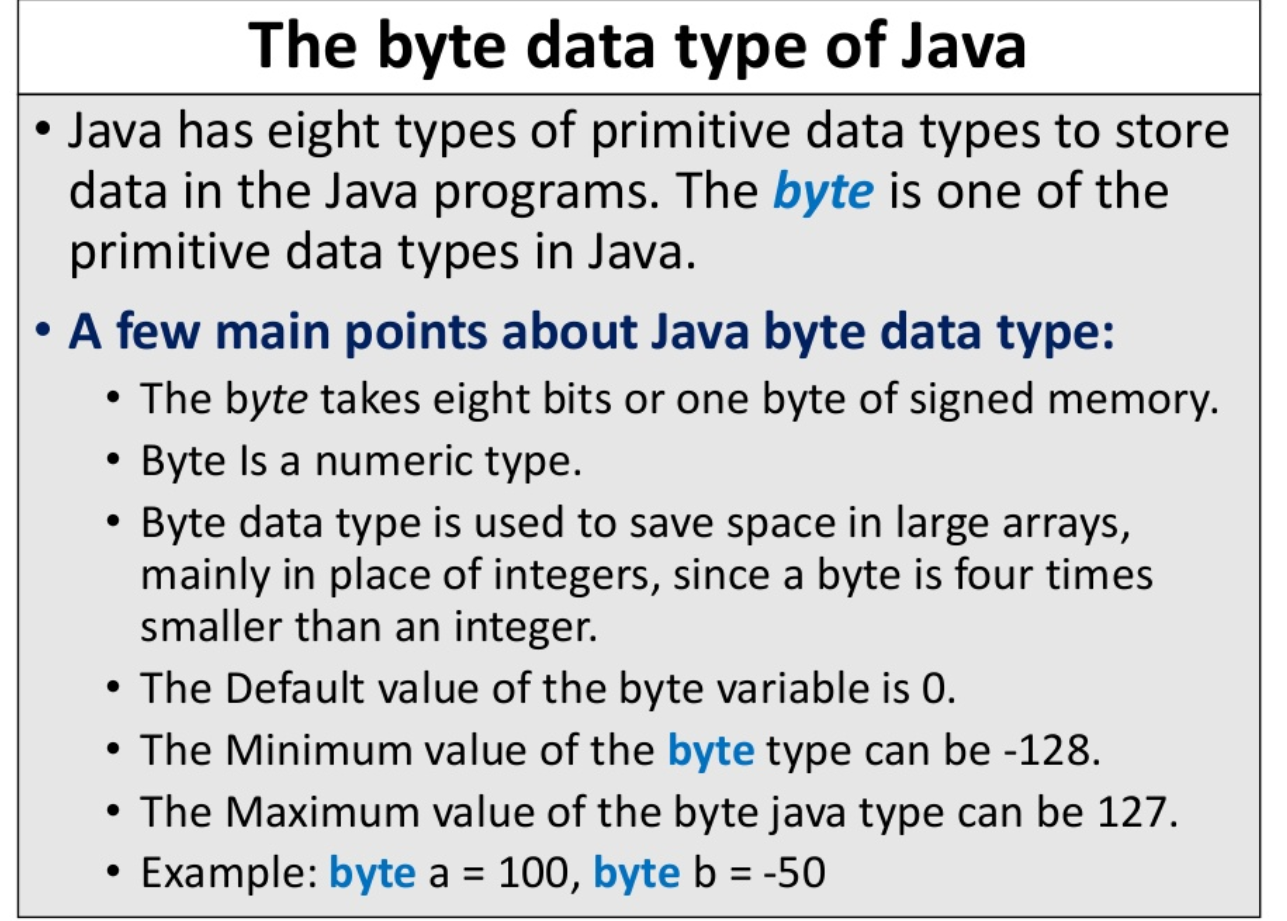 The byte data type of Java
• Java has eight types of primitive data types to store
data in the Java programs. The byte is one of the
primitive data types in Java.
• A few main points about Java byte data type:
• The byte takes eight bits or one byte of signed memory.
• Byte Is a numeric type.
• Byte data type is used to save space in large arrays,
mainly in place of integers, since a byte is four times
smaller than an integer.
• The Default value of the byte variable is 0.
• The Minimum value of the byte type can be -128.
• The Maximum value of the byte java type can be 127.
• Example: byte a = 100, byte b = -50